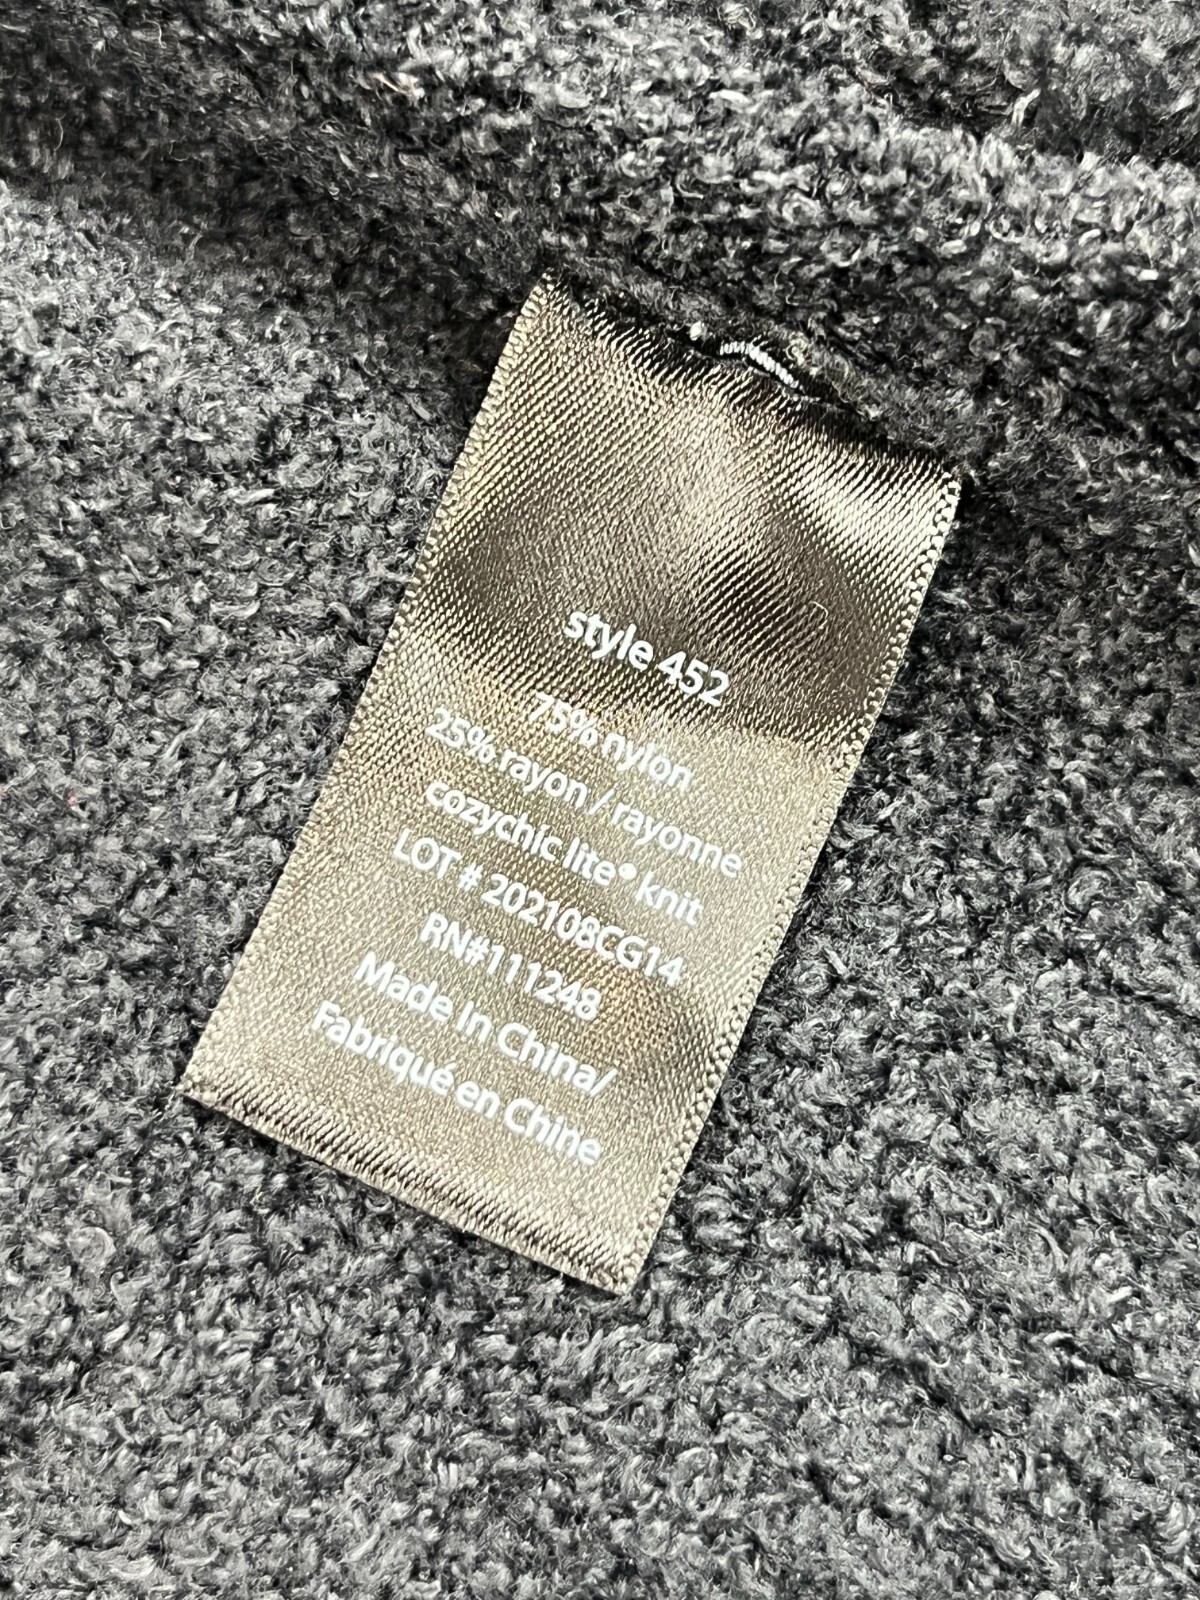 style 452
75% nylon
25% rayon / rayonne
cozychic lite® knit
LOT # 202108CG14
RN#111248
Made In China/
Fabriqué en Chine